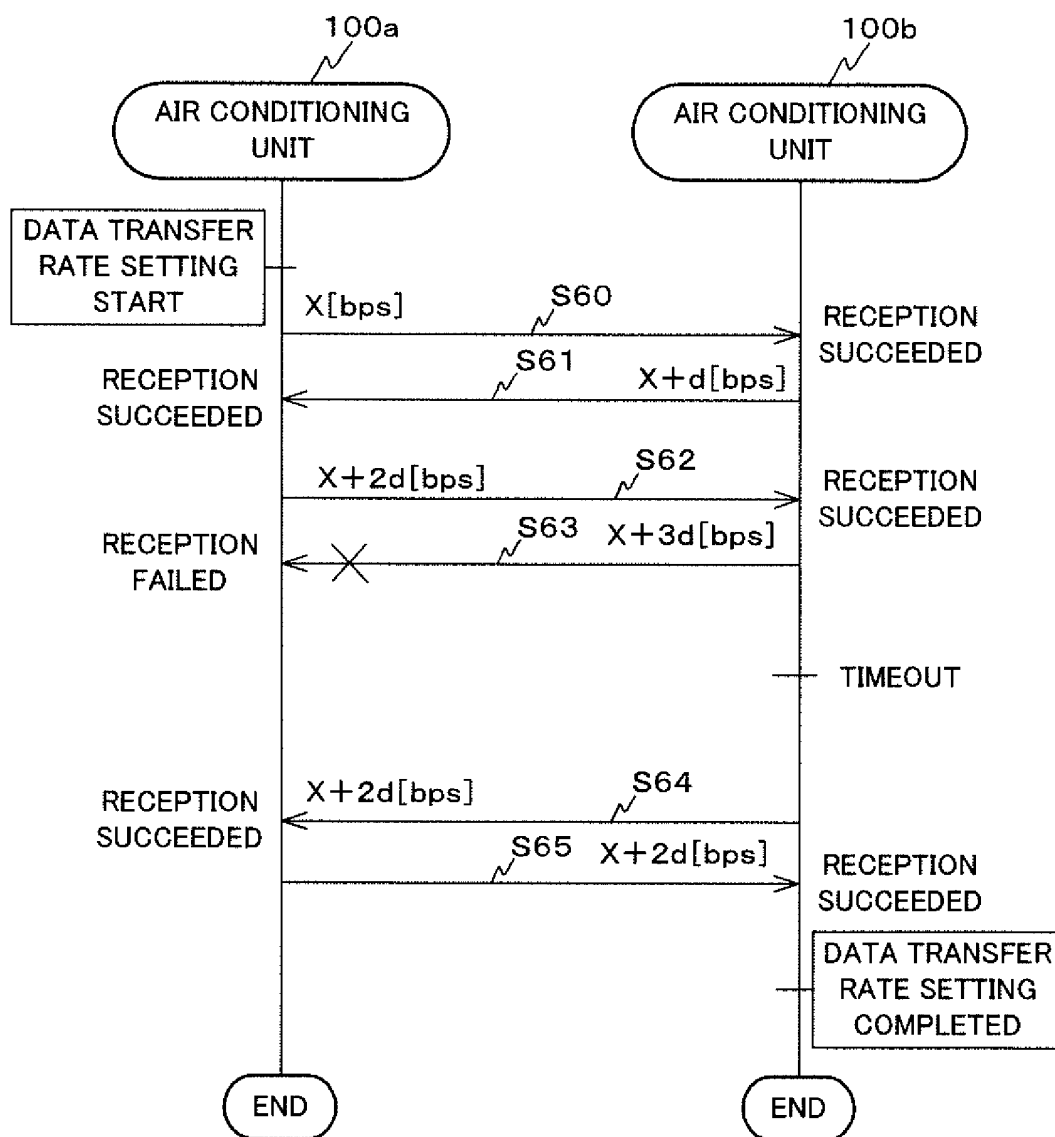 100a
100b
AIR CONDITIONING
UNIT
AIR CONDITIONING
UNIT
DATA TRANSFER
RATE SETTING
START
X[bps]
S60
RECEPTION
SUCCEEDED
RECEPTION
SUCCEEDED
S61
X+d[bps]
X+2d[bps]
S62
RECEPTION
SUCCEEDED
RECEPTION
FAILED
S63
X+3d[bps]
TIMEOUT
RECEPTION
SUCCEEDED
X+2d[bps]
S64
S65
X+2d[bps]
RECEPTION
SUCCEEDED
DATA TRANSFER
RATE SETTING
COMPLETED
END
END